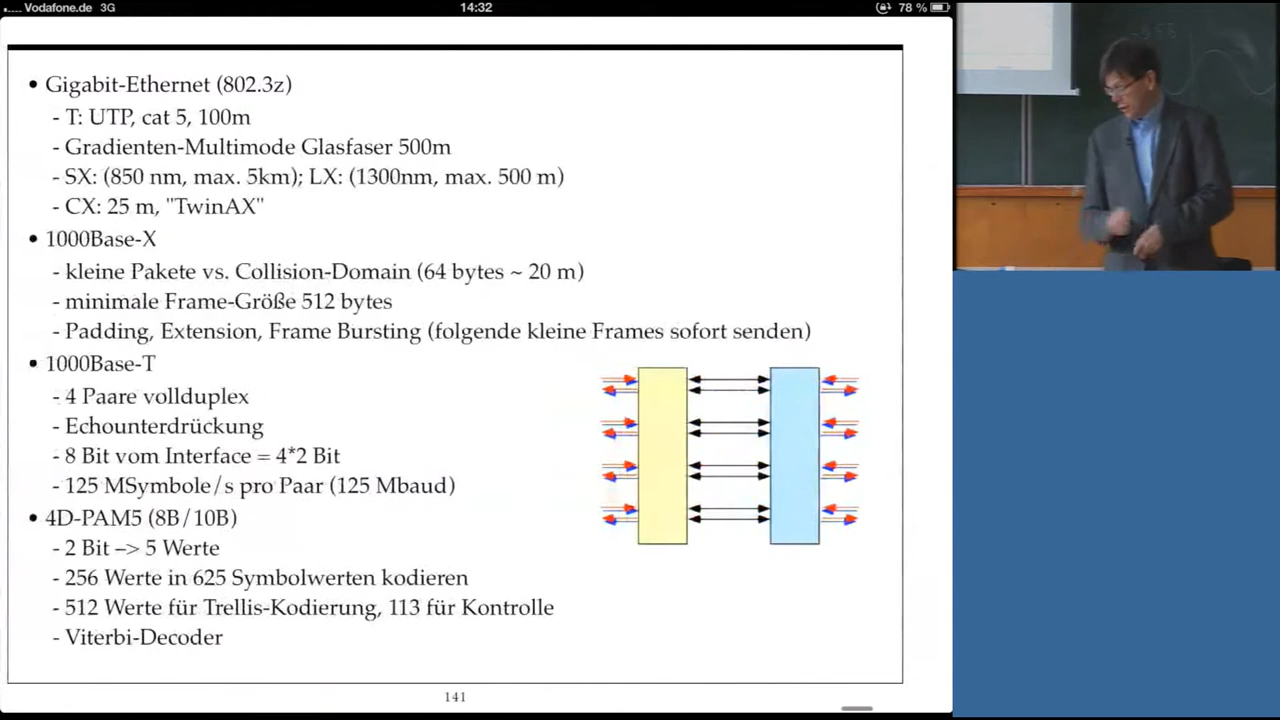 Vodafone.de 3G 14:32 78 %
• Gigabit-Ethernet (802.3z)
- T: UTP, cat 5, 100m
- Gradienten-Multimode Glasfaser 500m
- SX: (850 nm, max. 5km); LX: (1300nm, max. 500 m)
- CX: 25 m, "TwinAX"
• 1000Base-X
- kleine Pakete vs. Collision-Domain (64 bytes ~ 20 m)
- minimale Frame-Größe 512 bytes
- Padding, Extension, Frame Bursting (folgende kleine Frames sofort senden)
• 1000Base-T
- 4 Paare vollduplex
- Echounterdrückung
- 8 Bit vom Interface = 4*2 Bit
- 125 MSymbole/s pro Paar (125 Mbaud)
• 4D-PAM5 (8B/10B)
- 2 Bit –> 5 Werte
- 256 Werte in 625 Symbolwerten kodieren
- 512 Werte für Trellis-Kodierung, 113 für Kontrolle
- Viterbi-Decoder
141